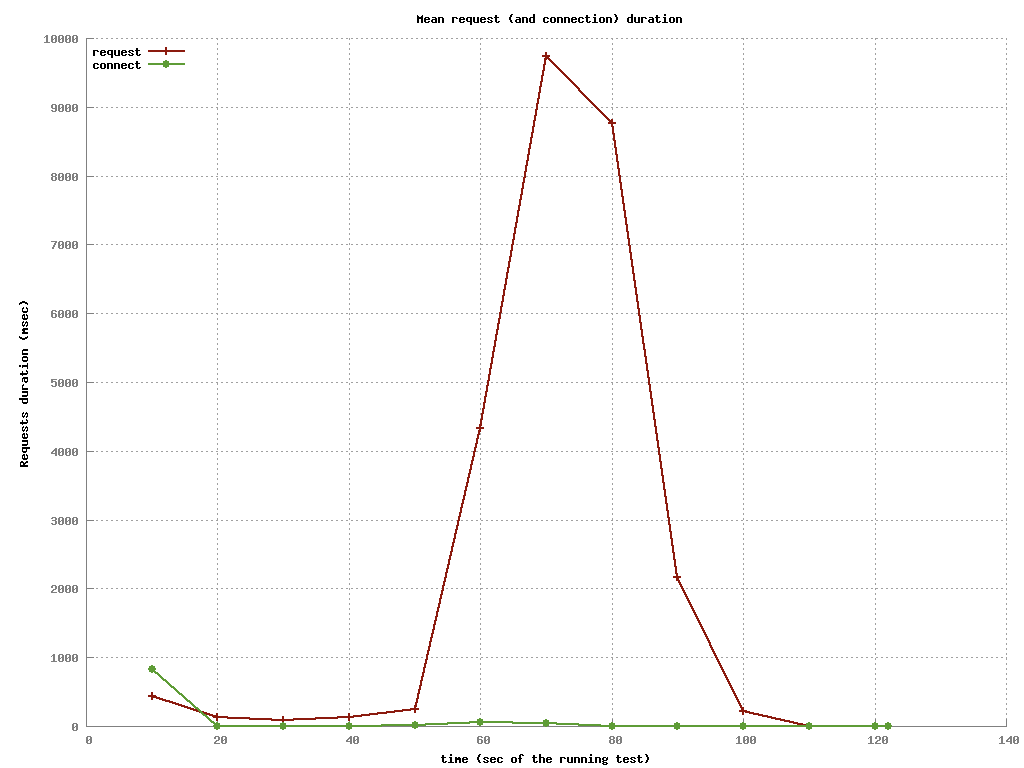 Mean request (and connection) duration
request
connect
10000
9000
8000
7000
6000
5000
4000
3000
2000
1000
0
Requests duration (msec)
0 20 40 60 80 100 120 140
time (sec of the running test)